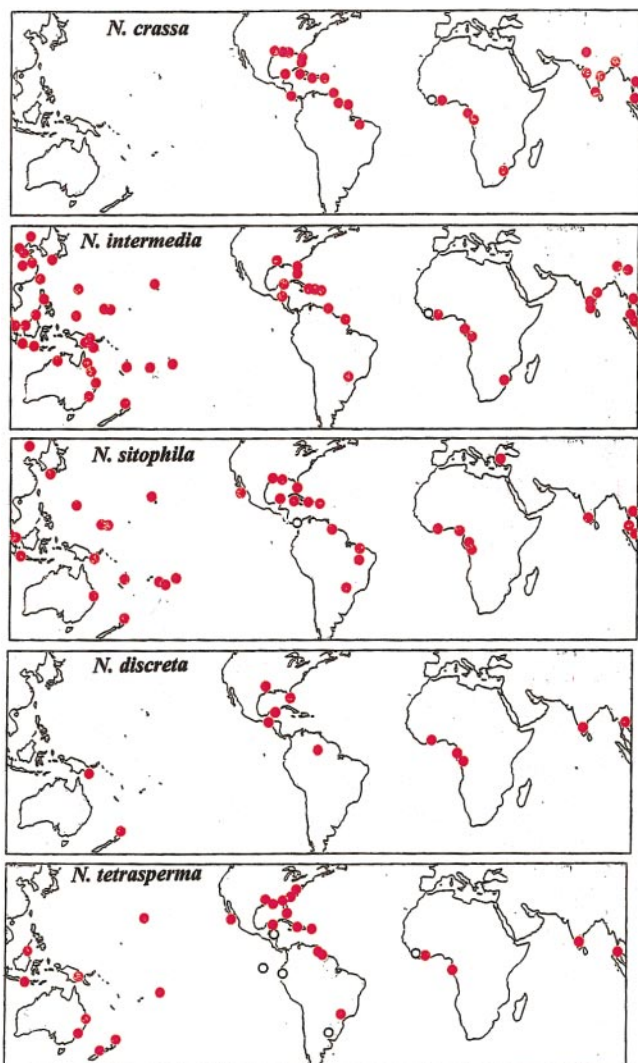 N. crassa
N. intermedia
N. sitophila
N. discreta
N. tetrasperma